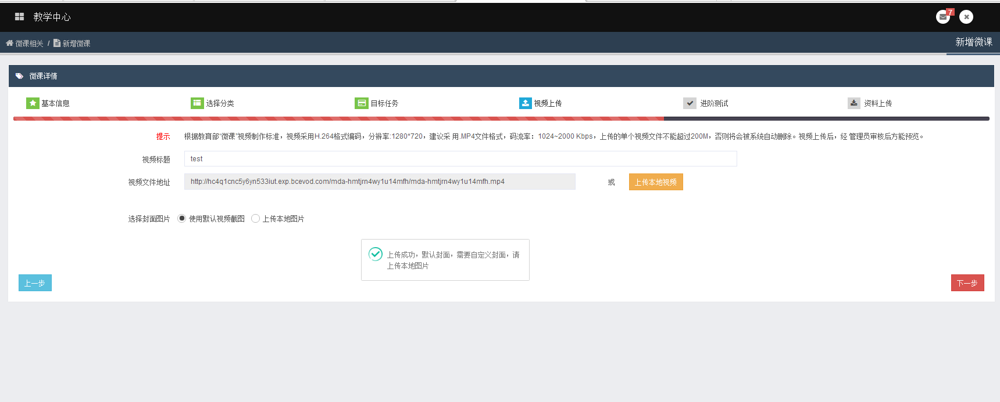 教学中心
7
微课相关 / 新增微课
新增微课
微课详情
基本信息
选择分类
目标任务
视频上传
进阶测试
资料上传
提示
根据教育部“微课”视频制作标准，视频采用H.264格式编码，分辨率:1280*720，建议采 用.MP4文件格式，码流率：1024~2000 Kbps，上传的单个视频文件不能超过200M，否则将会被系统自动删除。视频上传后，经 管理员审核后方能预览。
视频标题
test
视频文件地址
http://hc4q1cnc5y6yn533iut.exp.bcevod.com/mda-hmtjrn4wy1u14mfh/mda-hmtjrn4wy1u14mfh.mp4
或
上传本地视频
选择封面图片
使用默认视频截图
上传本地图片
上传成功，默认封面，需要自定义封面，请
上传本地图片
上一步
下一步